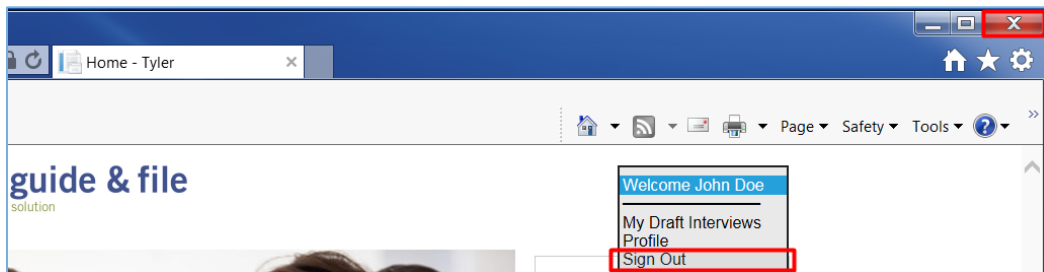 X
Home - Tyler ×
Page Safety Tools ? »
guide & file
solution
Welcome John Doe
My Draft Interviews
Profile
Sign Out